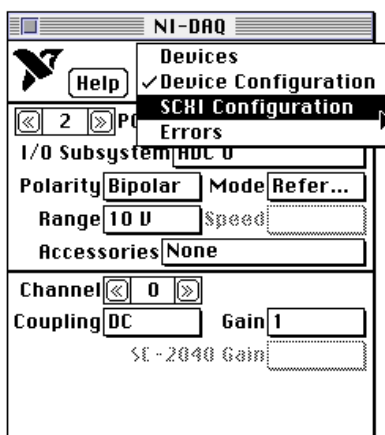 NI-DAQ
Help
Devices
✓Device Configuration
SCXI Configuration
Errors
2
I/O Subsystem ADC 0
Polarity Bipolar Mode Refer...
Range 10 V Speed
Accessories None
Channel 0
Coupling DC Gain 1
SC-2040 Gain